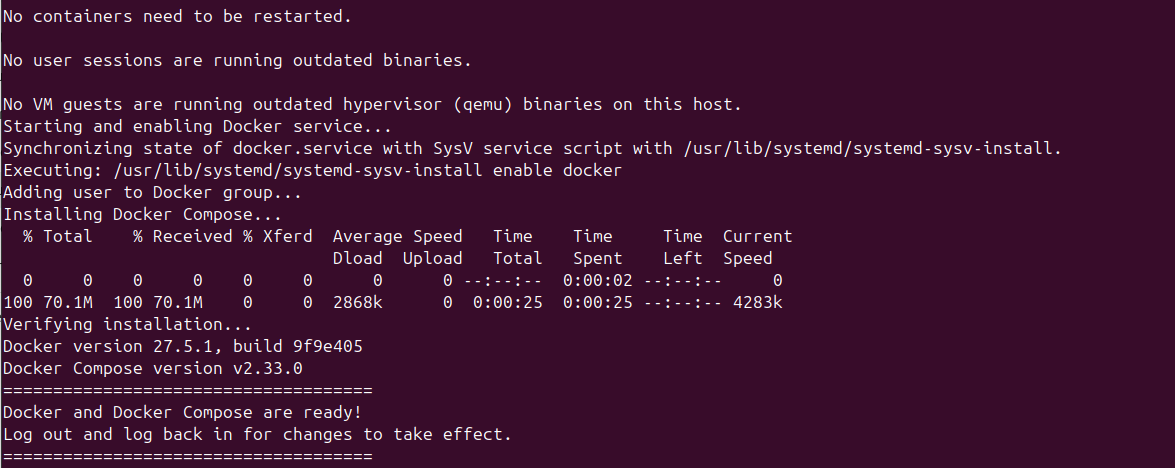 No containers need to be restarted.
No user sessions are running outdated binaries.
No VM guests are running outdated hypervisor (qemu) binaries on this host.
Starting and enabling Docker service...
Synchronizing state of docker.service with SysV service script with /usr/lib/systemd/systemd-sysv-install.
Executing: /usr/lib/systemd/systemd-sysv-install enable docker
Adding user to Docker group...
Installing Docker Compose...
  % Total    % Received % Xferd  Average Speed   Time    Time     Time  Current
                                 Dload  Upload   Total   Spent    Left  Speed
  0     0    0     0    0     0      0      0 --:--:--  0:00:02 --:--:--     0
100 70.1M  100 70.1M    0     0  2868k      0  0:00:25  0:00:25 --:--:-- 4283k
Verifying installation...
Docker version 27.5.1, build 9f9e405
Docker Compose version v2.33.0
=====================================
Docker and Docker Compose are ready!
Log out and log back in for changes to take effect.
=====================================